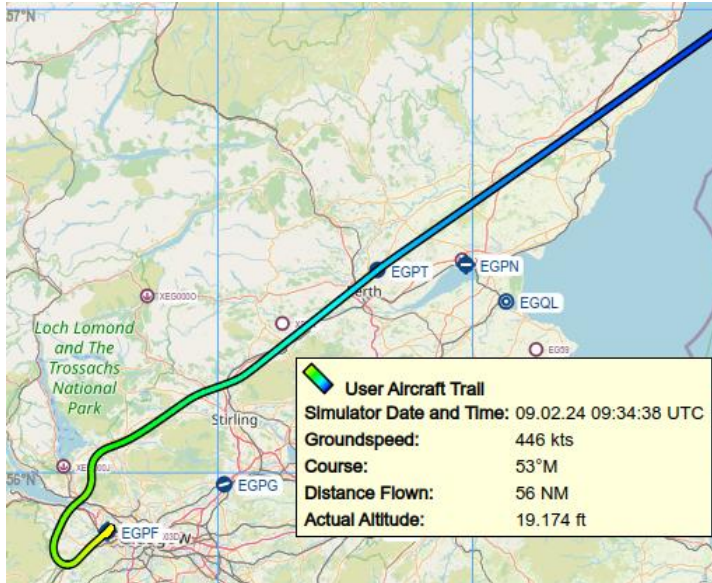 57°N
EGPT
EGPN
Perth
XEG000O
EGQL
Loch Lomond
and The
Trossachs
National
Park
EG59
User Aircraft Trail
Simulator Date and Time: 09.02.24 09:34:38 UTC
Stirling
Groundspeed: 446 kts
Course: 53°M
56°N
EGPG
Distance Flown: 56 NM
Actual Altitude: 19.174 ft
EGPF